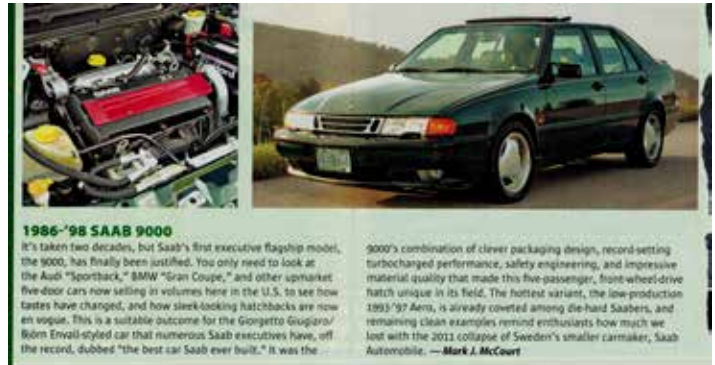 1986-'98 SAAB 9000
It's taken two decades, but Saab's first executive flagship model,
the 9000, has finally been justified. You only need to look at
the Audi "Sportback," BMW "Gran Coupe," and other upmarket
five-door cars now selling in volumes here in the U.S. to see how
tastes have changed, and how sleek-looking hatchbacks are now
en vogue. This is a suitable outcome for the Giorgetto Giugiaro/
Björn Envall-styled car that numerous Saab executives have, off
the record, dubbed "the best car Saab ever built." It was the
9000's combination of clever packaging design, record-setting
turbocharged performance, safety engineering, and impressive
material quality that made this five-passenger, front-wheel-drive
hatch unique in its field. The hottest variant, the low-production
1993-'97 Aero, is already coveted among die-hard Saabers, and
remaining clean examples remind enthusiasts how much we
lost with the 2011 collapse of Sweden's smaller carmaker, Saab
Automobile. — Mark J. McCourt